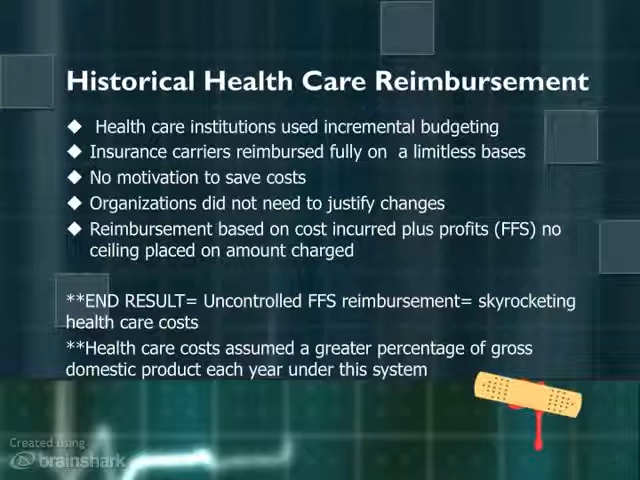 Historical Health Care Reimbursement
◆ Health care institutions used incremental budgeting
◆ Insurance carriers reimbursed fully on a limitless bases
◆ No motivation to save costs
◆ Organizations did not need to justify changes
◆ Reimbursement based on cost incurred plus profits (FFS) no
ceiling placed on amount charged
**END RESULT= Uncontrolled FFS reimbursement= skyrocketing
health care costs
**Health care costs assumed a greater percentage of gross
domestic product each year under this system
Created using
brainshark